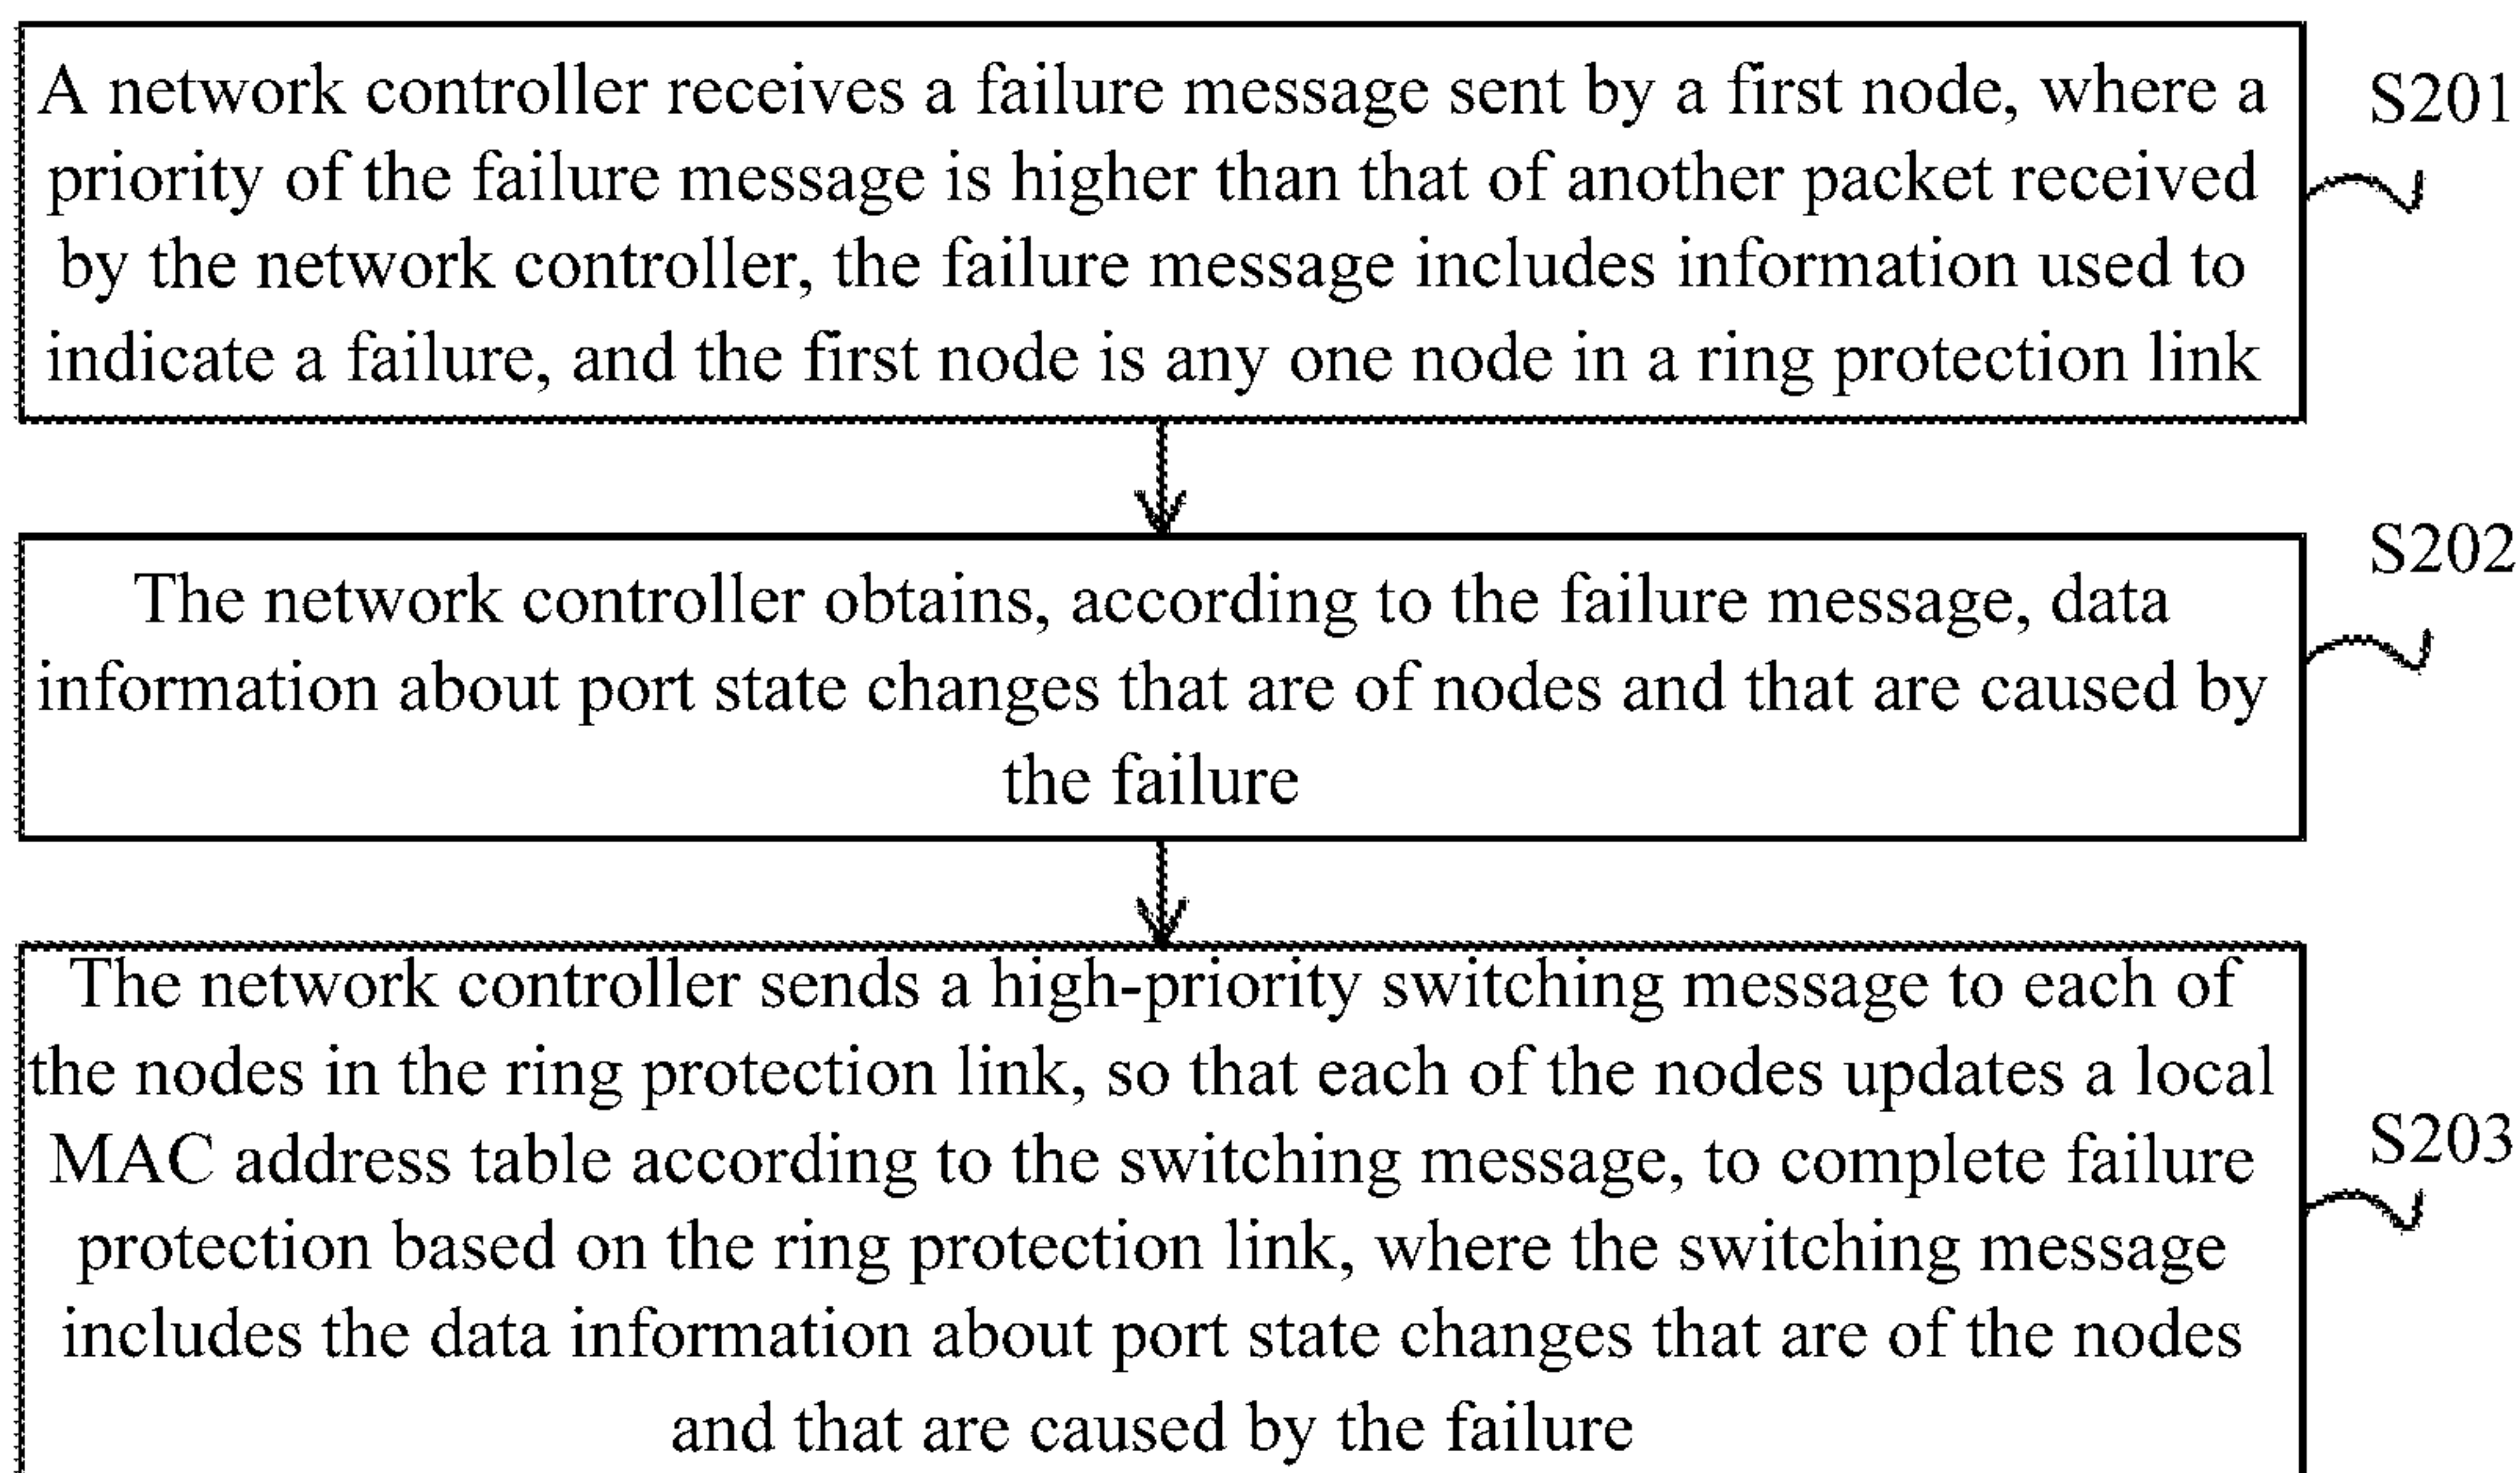 A network controller receives a failure message sent by a first node, where a
priority of the failure message is higher than that of another packet received
by the network controller, the failure message includes information used to
indicate a failure, and the first node is any one node in a ring protection link
S201
The network controller obtains, according to the failure message, data
information about port state changes that are of nodes and that are caused by
the failure
S202
The network controller sends a high-priority switching message to each of
the nodes in the ring protection link, so that each of the nodes updates a local
MAC address table according to the switching message, to complete failure
protection based on the ring protection link, where the switching message
includes the data information about port state changes that are of the nodes
and that are caused by the failure
S203